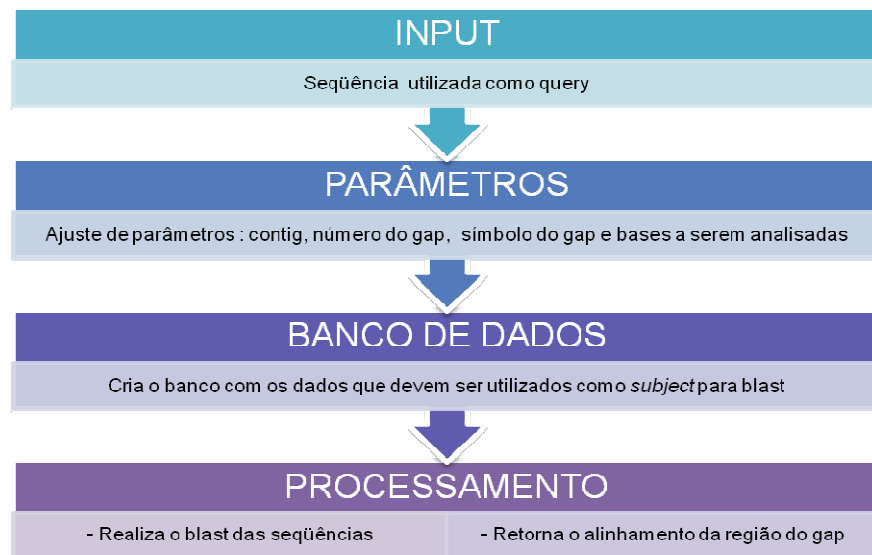 INPUT
Seqüência utilizada como query
PARÂMETROS
Ajuste de parâmetros : contig, número do gap, símbolo do gap e bases a serem analisadas
BANCO DE DADOS
Cria o banco com os dados que devem ser utilizados como subject para blast
PROCESSAMENTO
- Realiza o blast das seqüências
- Retorna o alinhamento da região do gap